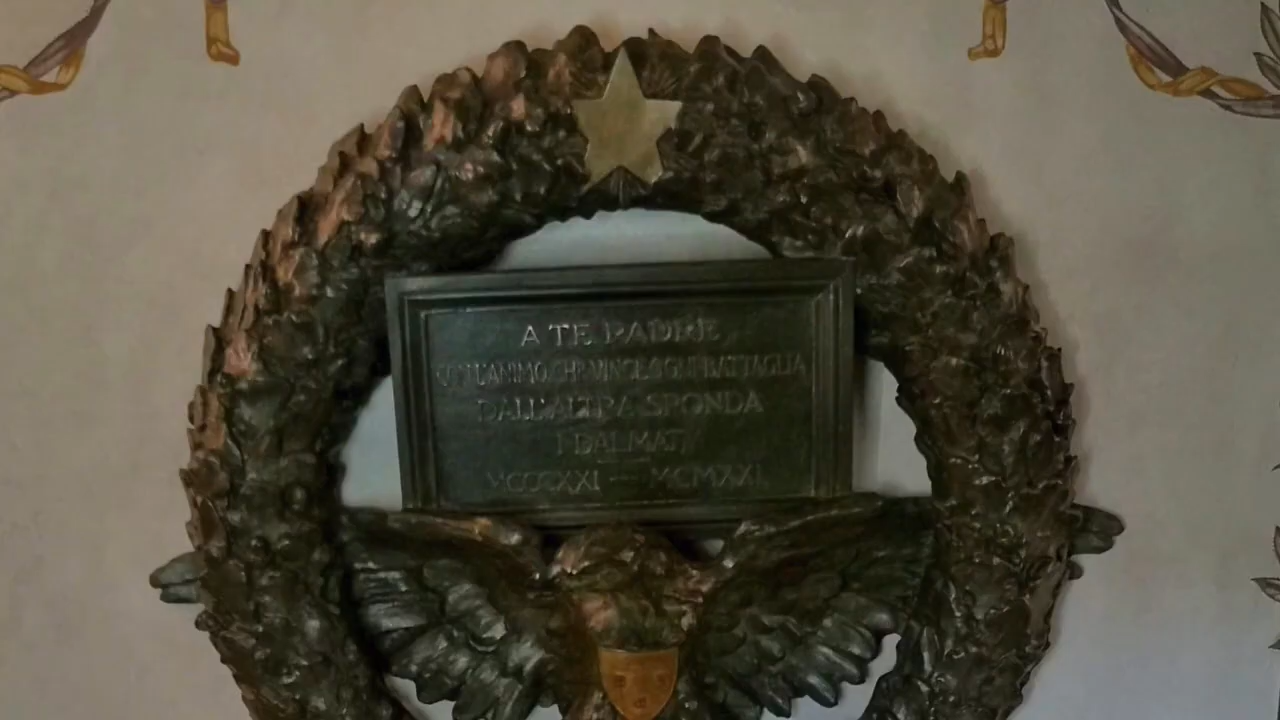 A TE PADRE
CON L'ANIMO CHE VINCE OGNI BATTAGLIA
DALL'ALTRA SPONDA
I DALMATI
MCCCXXI — MCMXXI